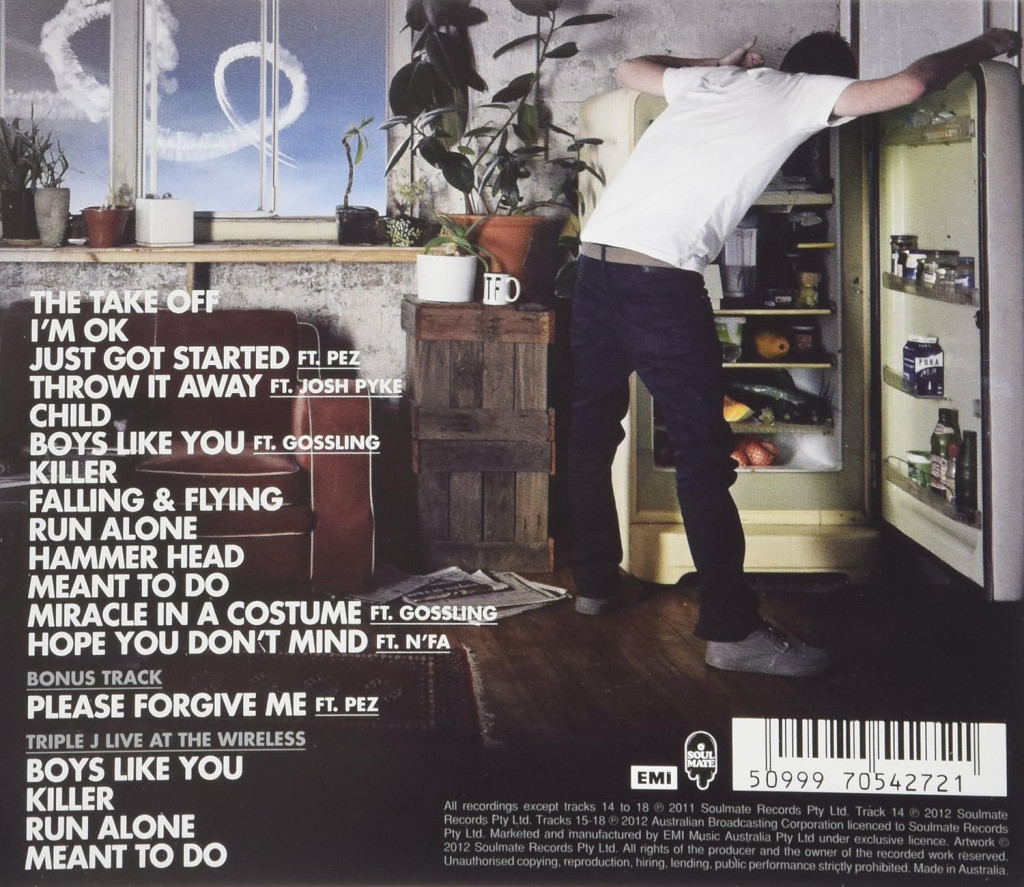 THE TAKE OFF
I'M OK
JUST GOT STARTED FT. PEZ
THROW IT AWAY FT. JOSH PYKE
CHILD
BOYS LIKE YOU FT. GOSSLING
KILLER
FALLING & FLYING
RUN ALONE
HAMMER HEAD
MEANT TO DO
MIRACLE IN A COSTUME FT. GOSSLING
HOPE YOU DON'T MIND FT. N'FA
BONUS TRACK
PLEASE FORGIVE ME FT. PEZ
TRIPLE J LIVE AT THE WIRELESS
BOYS LIKE YOU
KILLER
RUN ALONE
MEANT TO DO
TF
PURA
EMI
SOUL
MATE
50999 70542721
All recordings except tracks 14 to 18 ℗ 2011 Soulmate Records Pty Ltd. Track 14 ℗ 2012 Soulmate
Records Pty Ltd. Tracks 15-18 ℗ 2012 Australian Broadcasting Corporation licenced to Soulmate Records
Pty Ltd. Marketed and manufactured by EMI Music Australia Pty Ltd under exclusive licence. Artwork ©
2012 Soulmate Records Pty Ltd. All rights of the producer and the owner of the recorded work reserved.
Unauthorised copying, reproduction, hiring, lending, public performance strictly prohibited. Made in Australia.